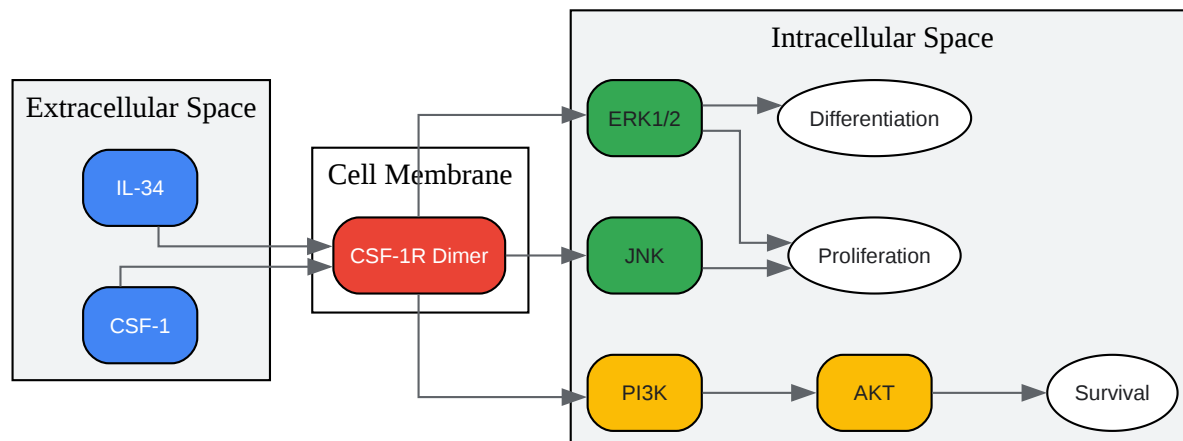 Extracellular Space
IL-34
CSF-1
Cell Membrane
CSF-1R Dimer
Intracellular Space
ERK1/2
Differentiation
JNK
Proliferation
PI3K
AKT
Survival